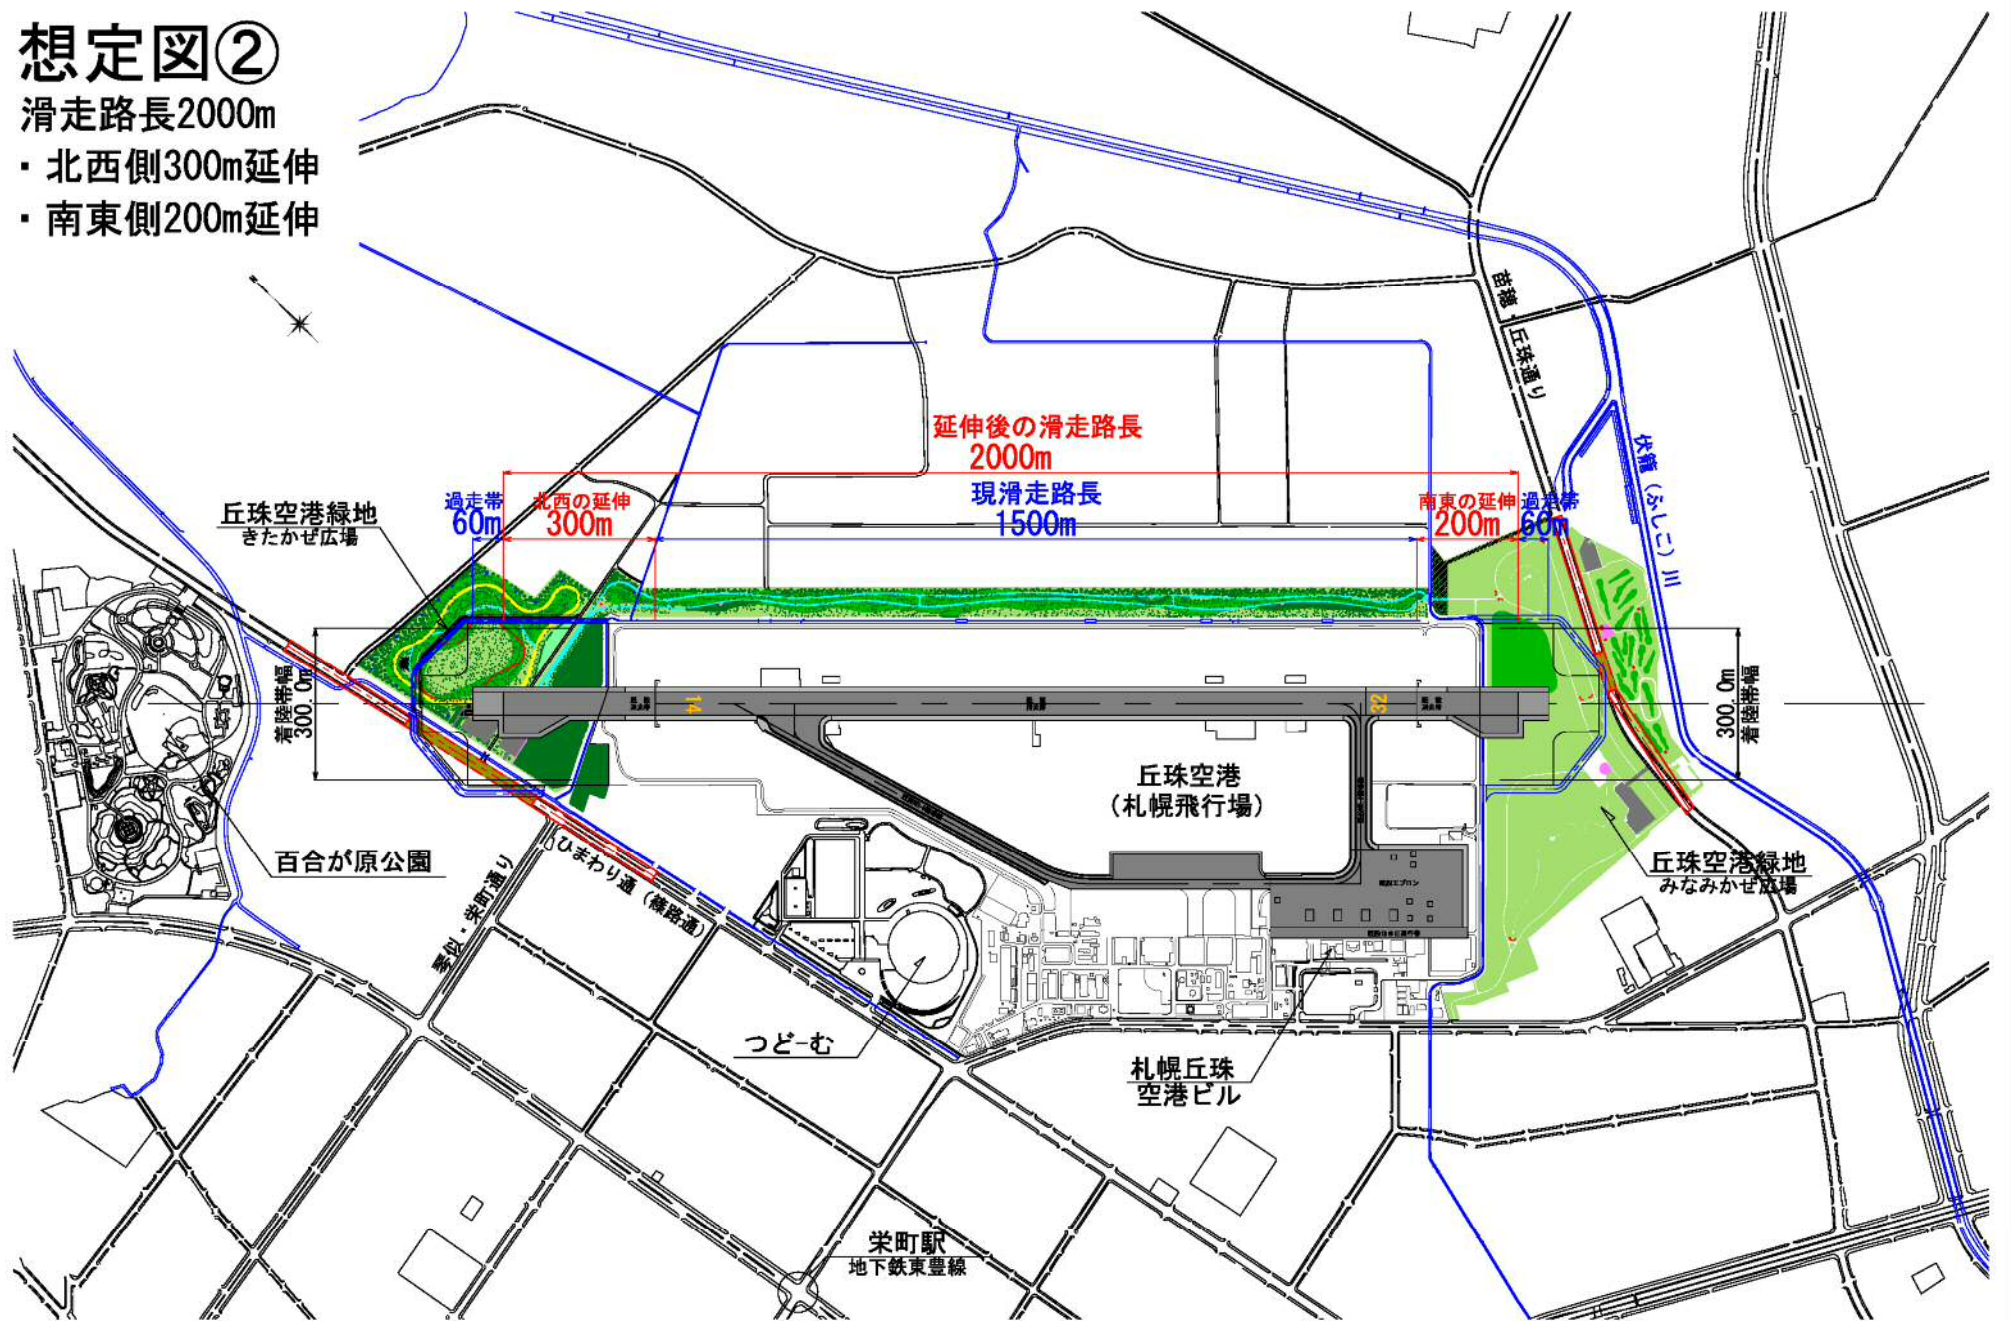 想定図②
滑走路長2000m
・北西側300m延伸
・南東側200m延伸
苗穂・丘珠通り
伏籠(ふしこ)川
延伸後の滑走路長
2000m
現滑走路長
1500m
過走帯
60m
北西の延伸
300m
南東の延伸
200m
過走帯
60m
丘珠空港緑地
きたかぜ広場
着陸帯幅
300.0m
300.0m
着陸帯幅
14
32
丘珠空港
(札幌飛行場)
百合が原公園
ひまわり通(篠路通)
琴似・栄町通り
丘珠空港緑地
みなみかぜ広場
つどーむ
札幌丘珠
空港ビル
栄町駅
地下鉄東豊線